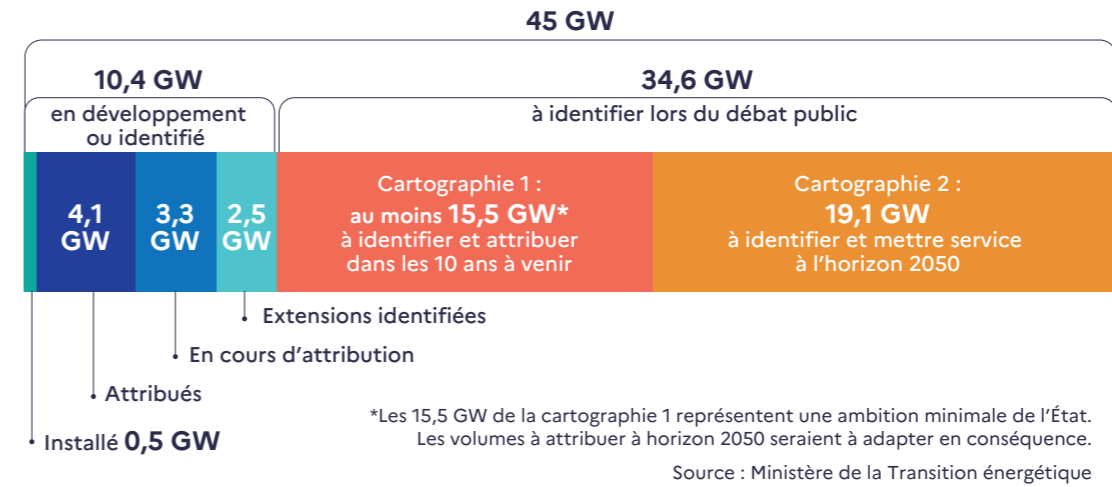 45 GW
10,4 GW
en développement
ou identifié
34,6 GW
à identifier lors du débat public
4,1
GW
3,3
GW
2,5
GW
Cartographie 1 :
au moins 15,5 GW*
à identifier et attribuer
dans les 10 ans à venir
Cartographie 2 :
19,1 GW
à identifier et mettre service
à l'horizon 2050
Extensions identifiées
En cours d'attribution
Attribués
Installé 0,5 GW
*Les 15,5 GW de la cartographie 1 représentent une ambition minimale de l'État.
Les volumes à attribuer à horizon 2050 seraient à adapter en conséquence.
Source : Ministère de la Transition énergétique